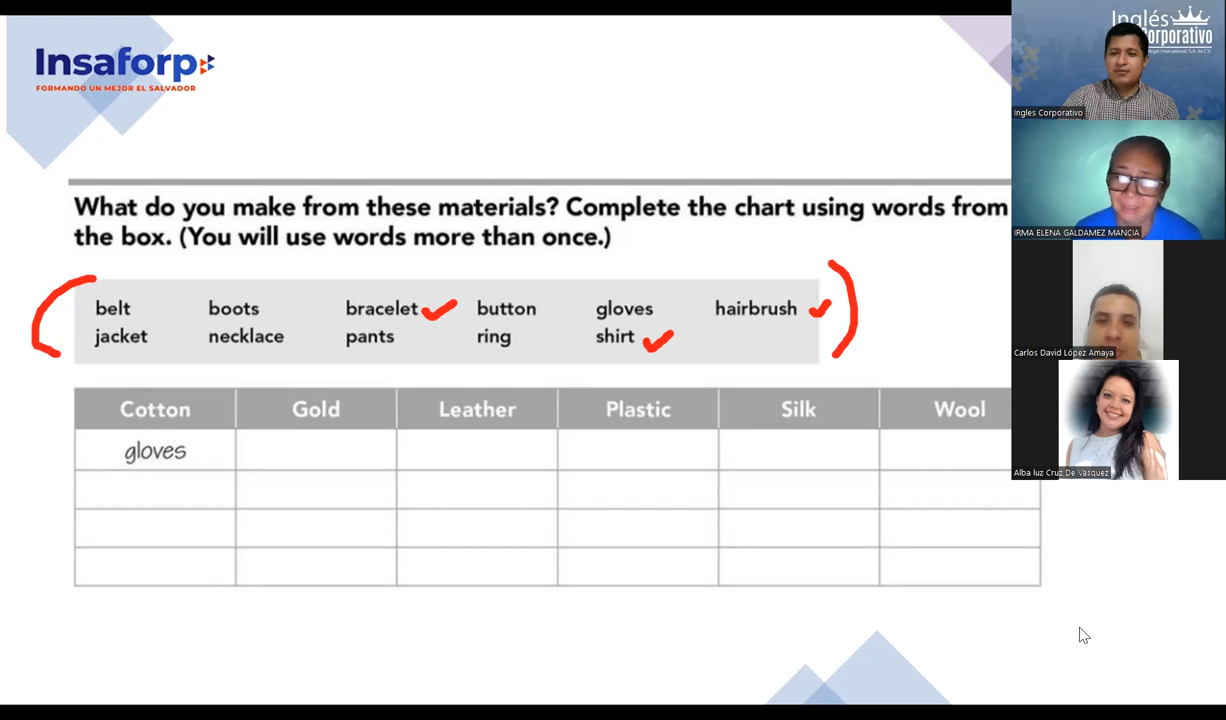 Insaforp
FORMANDO UN MEJOR EL SALVADOR
What do you make from these materials? Complete the chart using words from
the box. (You will use words more than once.)
belt boots bracelet button gloves hairbrush
jacket necklace pants ring shirt
Cotton Gold Leather Plastic Silk Wool
gloves
Inglés
Corporativo
Ingles Corporativo
IRMA ELENA GALDAMEZ MANCIA
Carlos David López Amaya
Alba luz Cruz De Vasquez